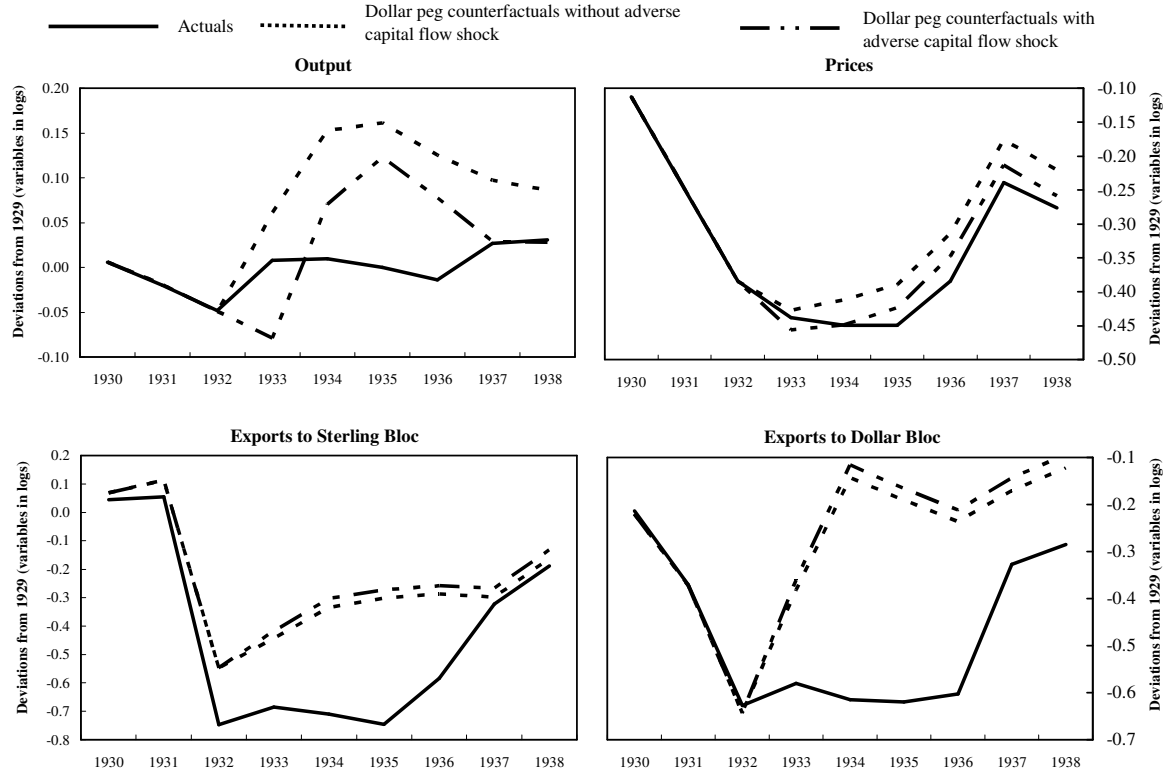 Actuals
Dollar peg counterfactuals without adverse
capital flow shock
Dollar peg counterfactuals with
adverse capital flow shock
Output
Deviations from 1929 (variables in logs)
0.20
0.15
0.10
0.05
0.00
-0.05
-0.10
1930 1931 1932 1933 1934 1935 1936 1937 1938
Prices
-0.10
-0.15
-0.20
-0.25
-0.30
-0.35
-0.40
-0.45
-0.50
Deviations from 1929 (variables in logs)
1930 1931 1932 1933 1934 1935 1936 1937 1938
Exports to Sterling Bloc
Deviations from 1929 (variables in logs)
0.2
0.1
0.0
-0.1
-0.2
-0.3
-0.4
-0.5
-0.6
-0.7
-0.8
1930 1931 1932 1933 1934 1935 1936 1937 1938
Exports to Dollar Bloc
-0.1
-0.2
-0.3
-0.4
-0.5
-0.6
-0.7
Deviations from 1929 (variables in logs)
1930 1931 1932 1933 1934 1935 1936 1937 1938